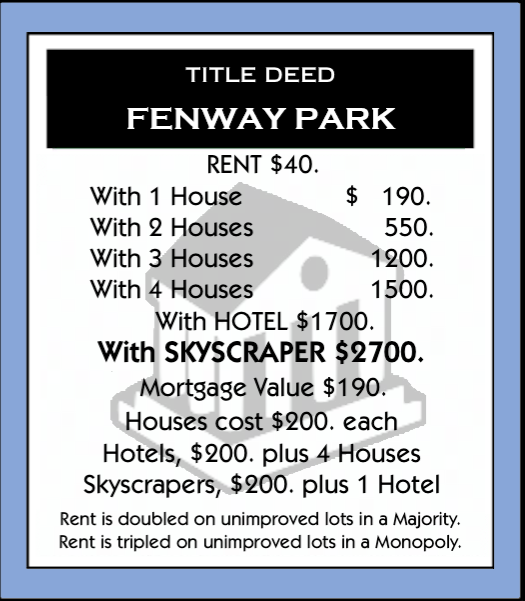 TITLE DEED
FENWAY PARK
RENT $40.
With 1 House $ 190.
With 2 Houses 550.
With 3 Houses 1200.
With 4 Houses 1500.
With HOTEL $1700.
With SKYSCRAPER $2700.
Mortgage Value $190.
Houses cost $200. each
Hotels, $200. plus 4 Houses
Skyscrapers, $200. plus 1 Hotel
Rent is doubled on unimproved lots in a Majority.
Rent is tripled on unimproved lots in a Monopoly.